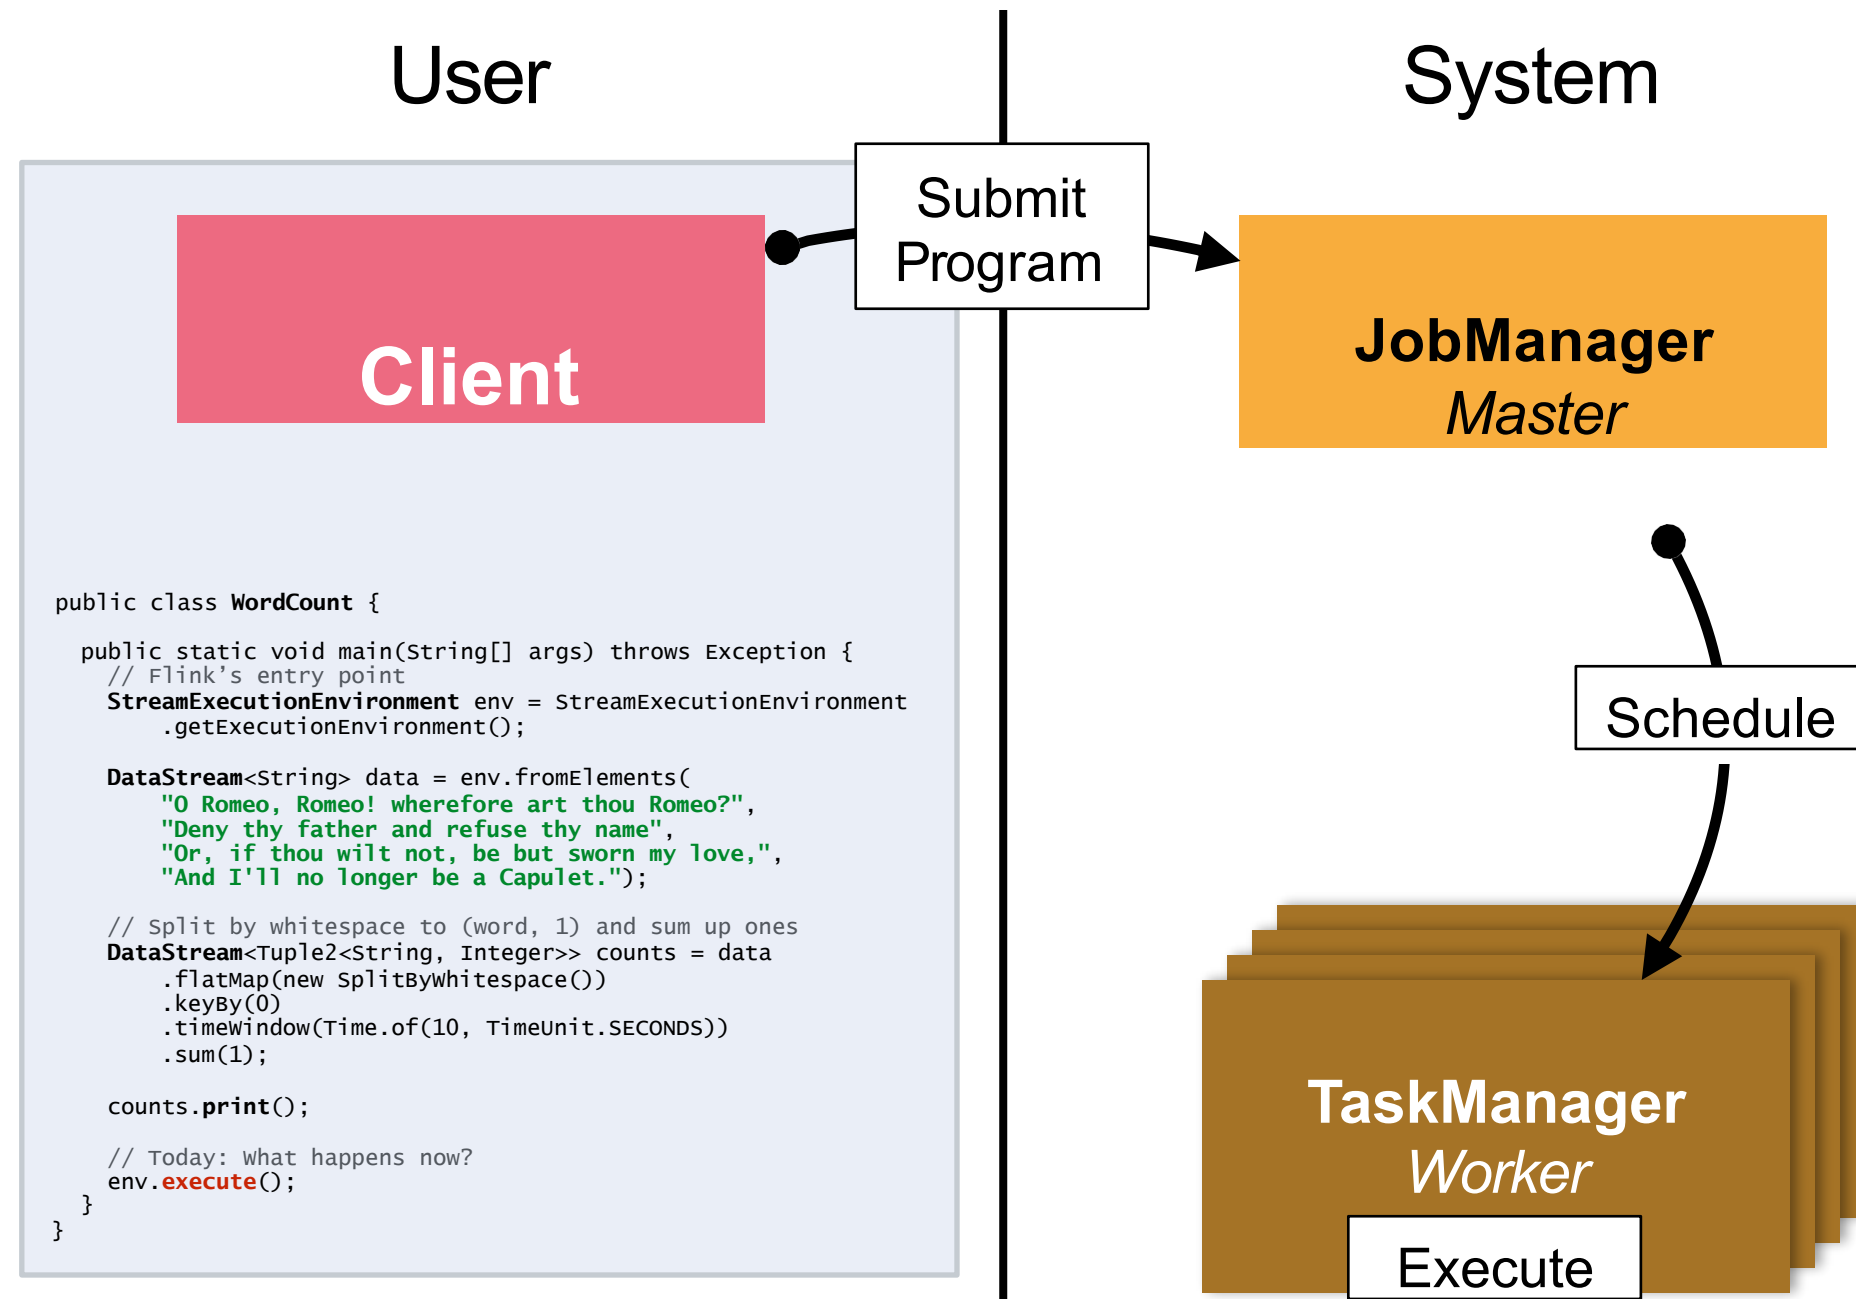 User
System
Submit
Program
Client
JobManager
Master
public class WordCount {
public static void main(String[] args) throws Exception {
// Flink’s entry point
StreamExecutionEnvironment env = StreamExecutionEnvironment
.getExecutionEnvironment();
DataStream<String> data = env.fromElements(
"O Romeo, Romeo! wherefore art thou Romeo?",
"Deny thy father and refuse thy name",
"Or, if thou wilt not, be but sworn my love,",
"And I'll no longer be a Capulet.");
// Split by whitespace to (word, 1) and sum up ones
DataStream<Tuple2<String, Integer>> counts = data
.flatMap(new SplitByWhitespace())
.keyBy(0)
.timeWindow(Time.of(10, TimeUnit.SECONDS))
.sum(1);
counts.print();
// Today: What happens now?
env.execute();
}
}
Schedule
TaskManager
Worker
Execute